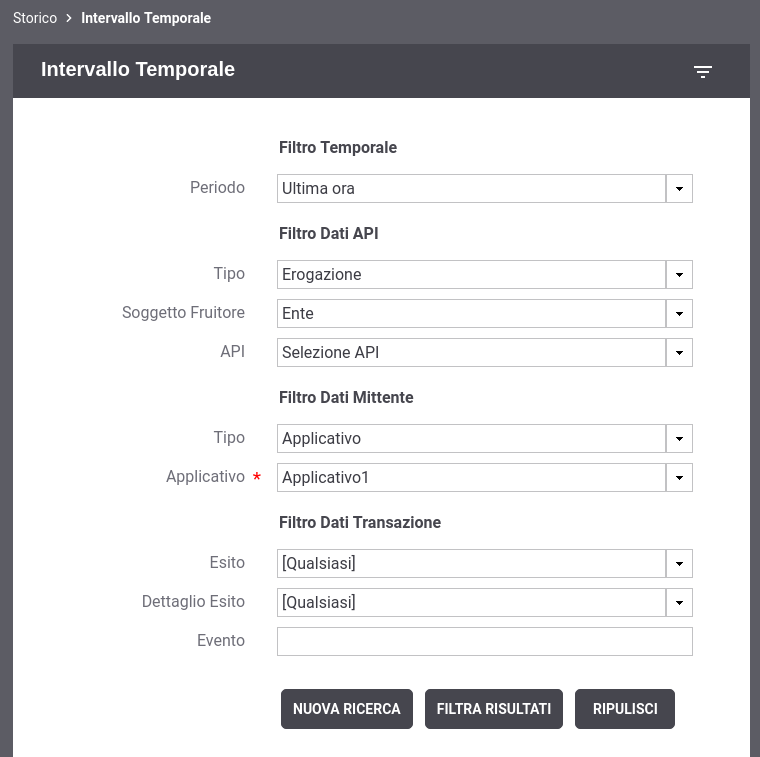 Storico > Intervallo Temporale
Intervallo Temporale
Filtro Temporale
Periodo Ultima ora
Filtro Dati API
Tipo Erogazione
Soggetto Fruitore Ente
API Selezione API
Filtro Dati Mittente
Tipo Applicativo
Applicativo * Applicativo1
Filtro Dati Transazione
Esito [Qualsiasi]
Dettaglio Esito [Qualsiasi]
Evento
NUOVA RICERCA FILTRA RISULTATI RIPULISCI